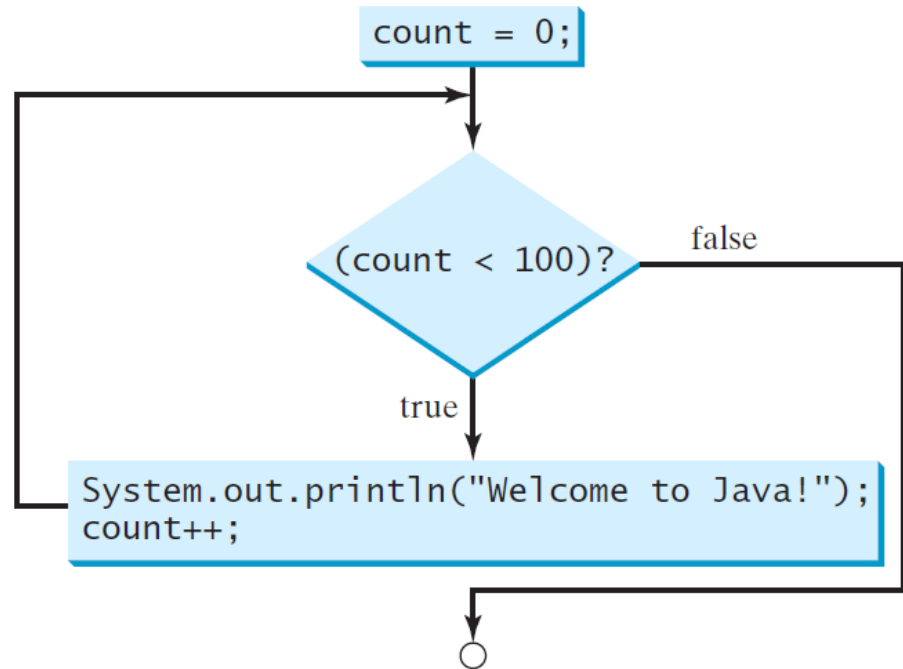 count = 0;
(count < 100)?
false
true
System.out.println("Welcome to Java!");
count++;